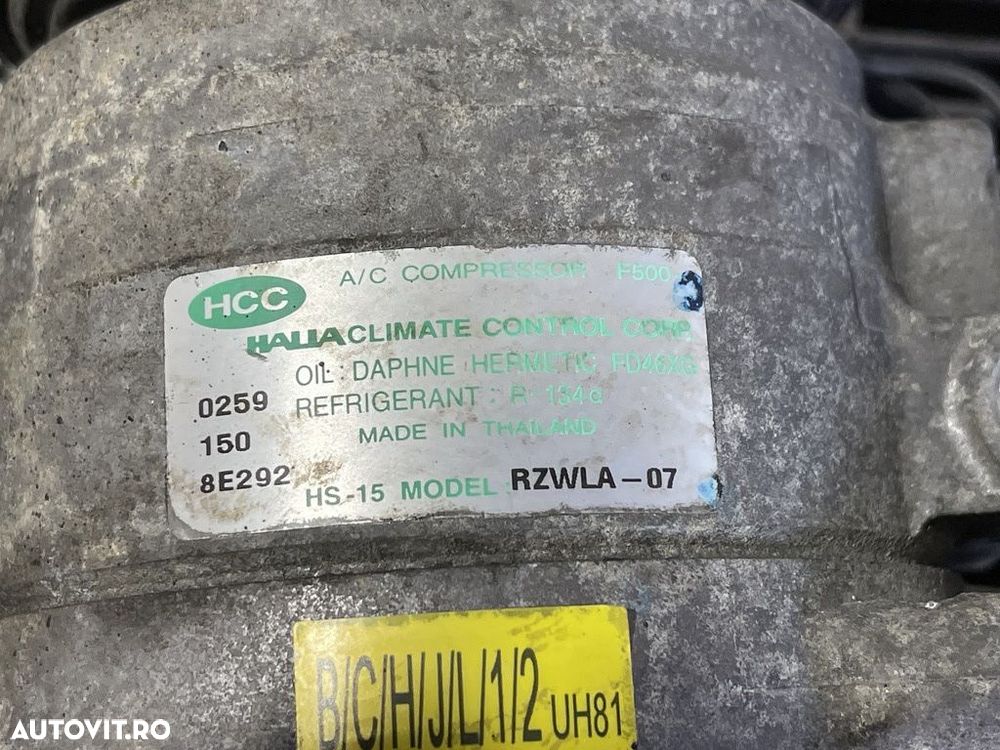 A/C COMPRESSOR F500
HCC
HALLA CLIMATE CONTROL CORP.
OIL : DAPHNE HERMETIC FD46XG
0259 REFRIGERANT : R-134a
150 MADE IN THAILAND
8E292 HS-15 MODEL RZWLA-07
B/C/H/J/L/1/2 UH81
AUTOVIT.RO